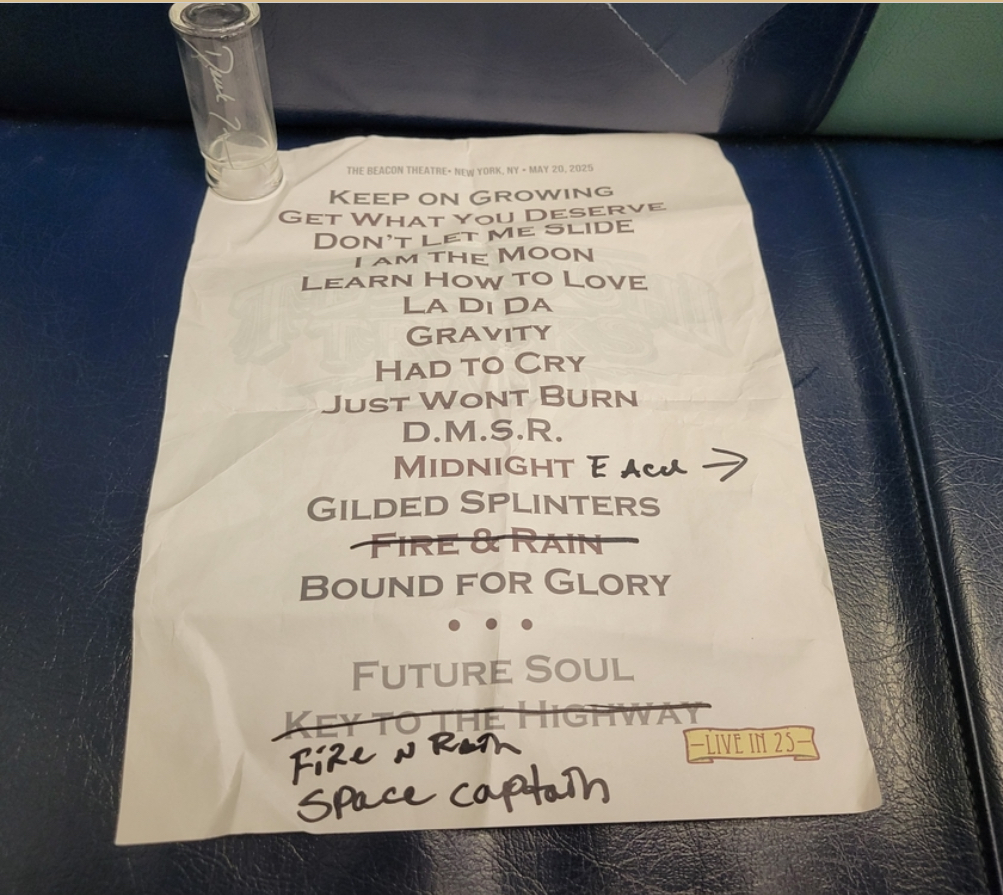 Derek
THE BEACON THEATRE • NEW YORK, NY • MAY 20, 2025
KEEP ON GROWING
GET WHAT YOU DESERVE
DON'T LET ME SLIDE
I AM THE MOON
LEARN HOW TO LOVE
LA DI DA
GRAVITY
HAD TO CRY
JUST WONT BURN
D.M.S.R.
MIDNIGHT E →
GILDED SPLINTERS
FIRE & RAIN
BOUND FOR GLORY
• • •
FUTURE SOUL
KEY TO THE HIGHWAY
FiRe N Rain
Space captain
–LIVE IN 25–